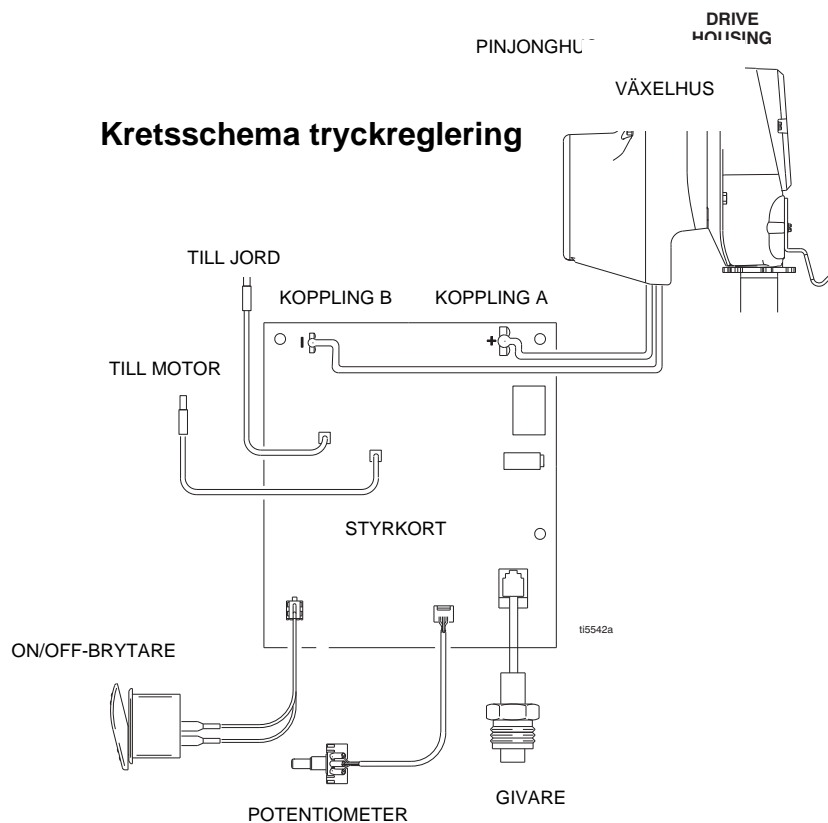 DRIVE
HOUSING
VÄXELHUS
Kretsschema tryckreglering
TILL JORD
KOPPLING B
KOPPLING A
TILL MOTOR
STYRKORT
ti5542a
ON/OFF-BRYTARE
GIVARE
POTENTIOMETER